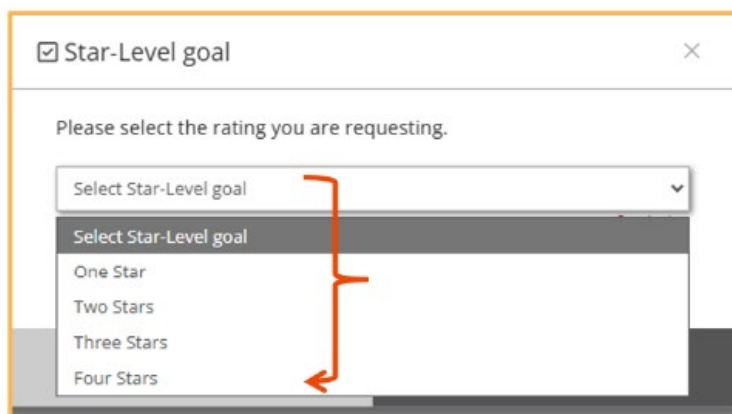 Star-Level goal
Please select the rating you are requesting.
Select Star-Level goal
Select Star-Level goal
One Star
Two Stars
Three Stars
Four Stars